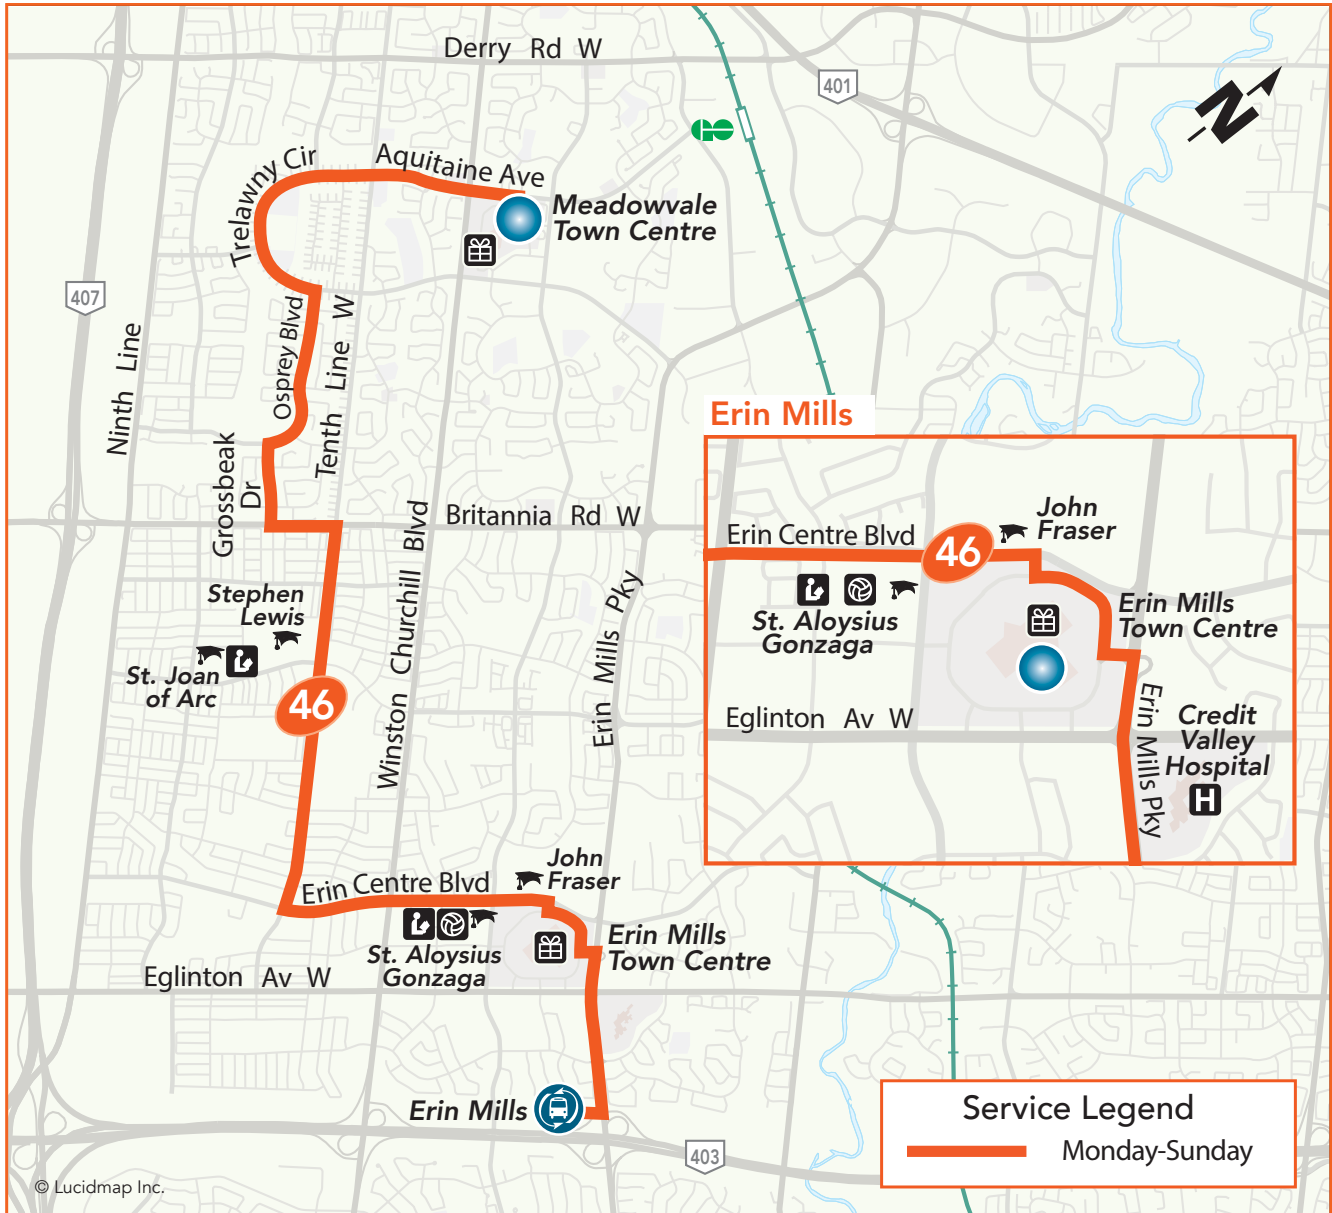 Derry Rd W
401
N
GO
Trelawny Cir
Aquitaine Ave
Meadowvale
Town Centre
407
Ninth Line
Osprey Blvd
Tenth Line W
Grossbeak
Dr
Britannia Rd W
Winston Churchill Blvd
Erin Mills Pky
Stephen
Lewis
St. Joan
of Arc
46
Erin Mills
Erin Centre Blvd
46
John
Fraser
St. Aloysius
Gonzaga
Erin Mills
Town Centre
Eglinton Av W
Erin Mills Pky
Credit
Valley
Hospital
H
Erin Centre Blvd
John
Fraser
St. Aloysius
Gonzaga
Erin Mills
Town Centre
Eglinton Av W
Erin Mills
403
Service Legend
Monday-Sunday
© Lucidmap Inc.